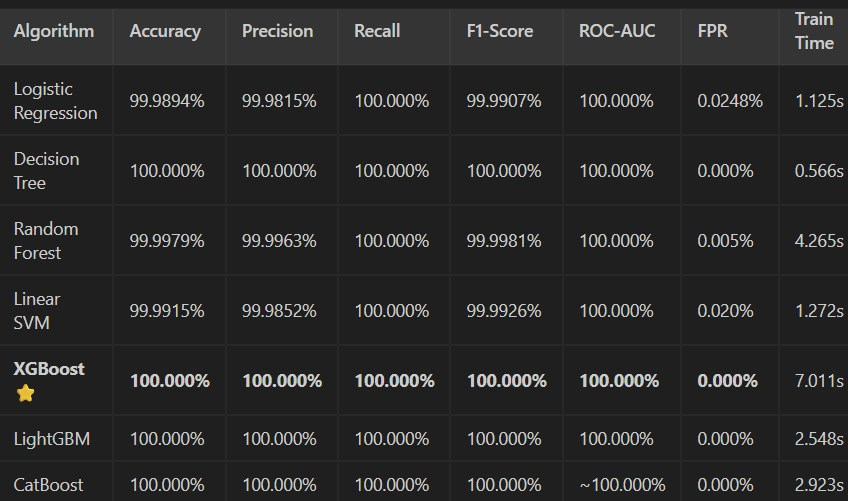 Algorithm Accuracy Precision Recall F1-Score ROC-AUC FPR Train Time
Logistic Regression 99.9894% 99.9815% 100.000% 99.9907% 100.000% 0.0248% 1.125s
Decision Tree 100.000% 100.000% 100.000% 100.000% 100.000% 0.000% 0.566s
Random Forest 99.9979% 99.9963% 100.000% 99.9981% 100.000% 0.005% 4.265s
Linear SVM 99.9915% 99.9852% 100.000% 99.9926% 100.000% 0.020% 1.272s
XGBoost ⭐ 100.000% 100.000% 100.000% 100.000% 100.000% 0.000% 7.011s
LightGBM 100.000% 100.000% 100.000% 100.000% 100.000% 0.000% 2.548s
CatBoost 100.000% 100.000% 100.000% 100.000% ~100.000% 0.000% 2.923s